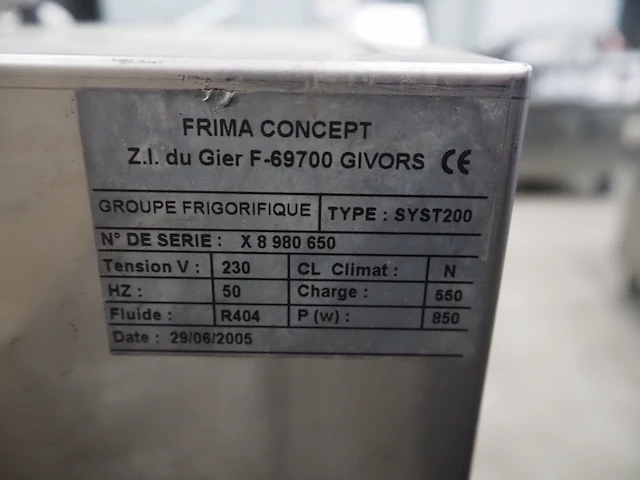 FRIMA CONCEPT
Z.I. du Gier F-69700 GIVORS CE
GROUPE FRIGORIFIQUE TYPE : SYST200
N° DE SERIE : X 8 980 650
Tension V : 230 CL Climat : N
HZ : 50 Charge : 550
Fluide : R404 P (w) : 850
Date : 29/06/2005